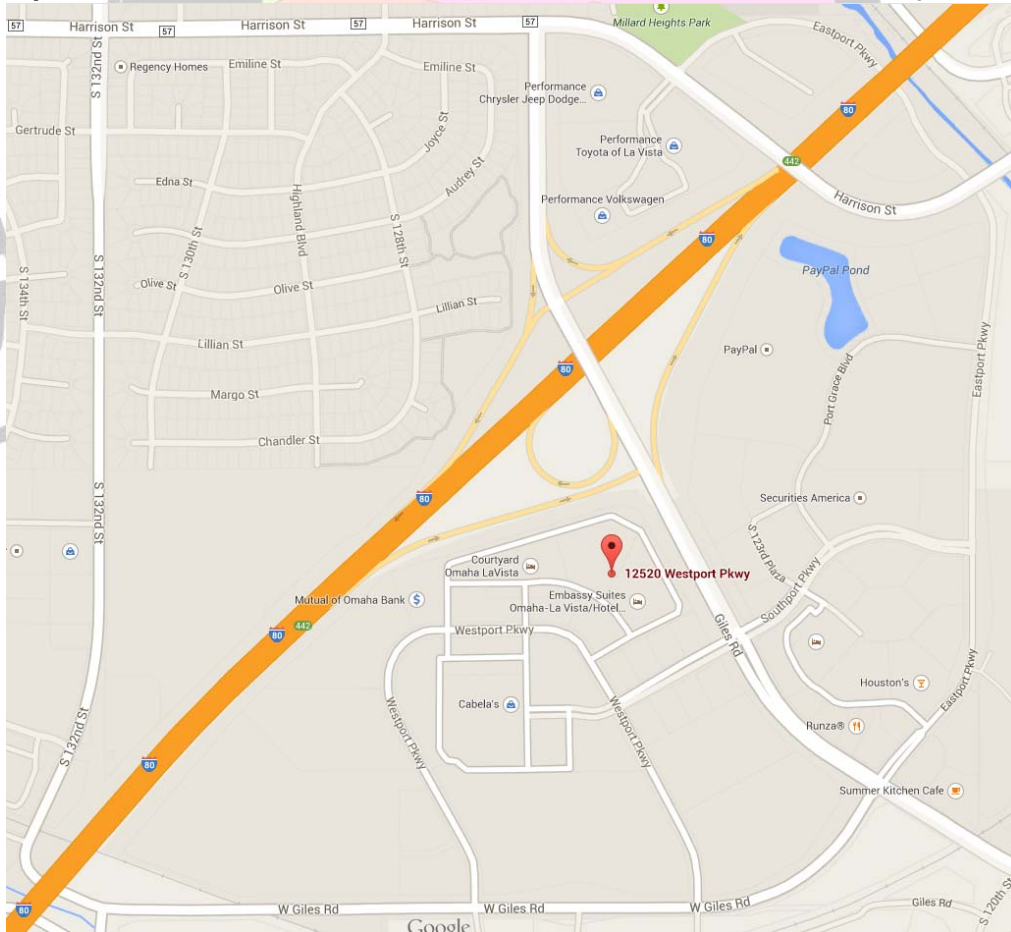 57
Harrison St
57
Harrison St
57
Millard Heights Park
Eastport Pkwy
S 132nd St
Regency Homes
Emiline St
Emiline St
Performance
Chrysler Jeep Dodge...
80
Gertrude St
Joyce St
Performance
Toyota of La Vista
442
Edna St
Audrey St
Highland Blvd
Performance Volkswagen
Harrison St
S 128th St
S 130th St
80
PayPal Pond
S 134th St
S 132nd St
Olive St
Olive St
Lillian St
Lillian St
PayPal
Eastport Pkwy
80
Port Grace Blvd
Margo St
Chandler St
S 132nd St
80
Securities America
S 123rd Plaza
Courtyard
Omaha LaVista
12520 Westport Pkwy
Mutual of Omaha Bank
$
Embassy Suites
Omaha-La Vista/Hotel...
Southport Pkwy
442
80
Westport Pkwy
Giles Rd
Houston's
Eastport Pkwy
Cabela's
Westport Pkwy
Westport Pkwy
Runza®
S 132nd St
80
Summer Kitchen Cafe
80
W Giles Rd
W Giles Rd
W Giles Rd
Giles Rd
S 120th St
Google